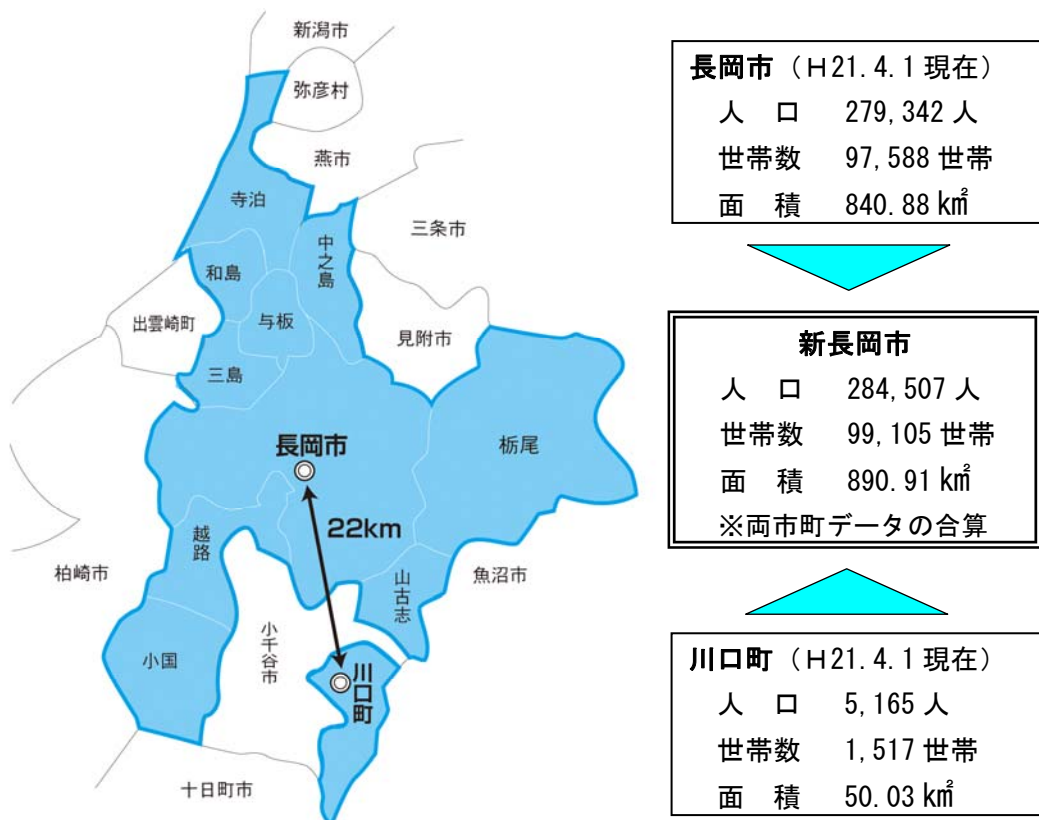 新潟市
弥彦村
燕市
寺泊
三条市
中之島
和島
出雲崎町
与板
見附市
三島
長岡市
栃尾
22km
越路
柏崎市
山古志
魚沼市
小千谷市
小国
川口町
十日町市
長岡市（H21.4.1現在）
人　口　279,342人
世帯数　97,588世帯
面　積　840.88㎢
新長岡市
人　口　284,507人
世帯数　99,105世帯
面　積　890.91㎢
※両市町データの合算
川口町（H21.4.1現在）
人　口　5,165人
世帯数　1,517世帯
面　積　50.03㎢